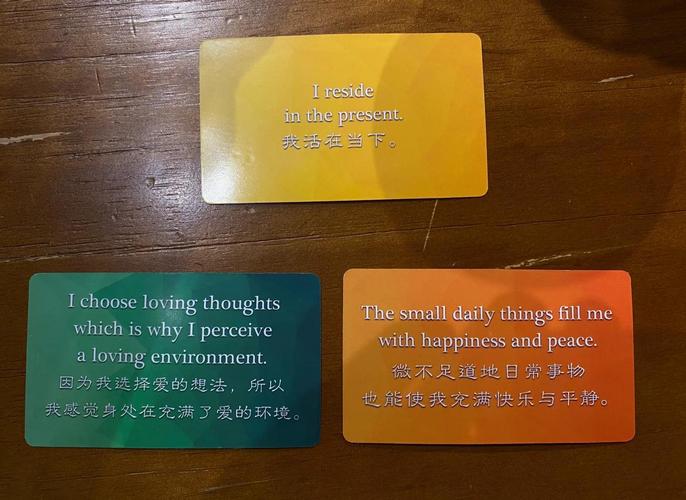 I reside
in the present.
我活在当下。
I choose loving thoughts
which is why I perceive
a loving environment.
因为我选择爱的想法，所以
我感觉身处在充满了爱的环境。
The small daily things fill me
with happiness and peace.
微不足道地日常事物
也能使我充满快乐与平静。